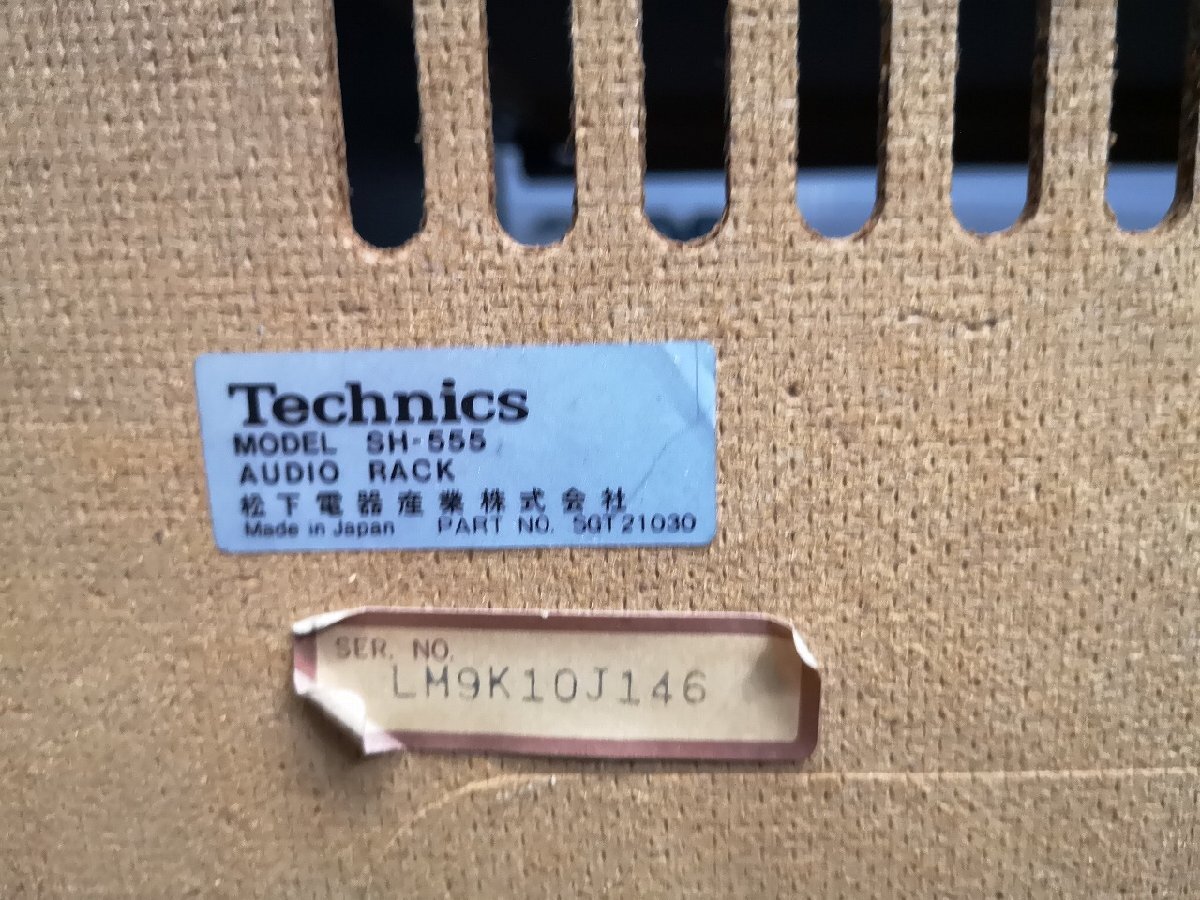 Technics
MODEL SH-555
AUDIO RACK
松下電器産業株式会社
Made in Japan PART NO. SGT21030
SER. NO.
LM9K10J146